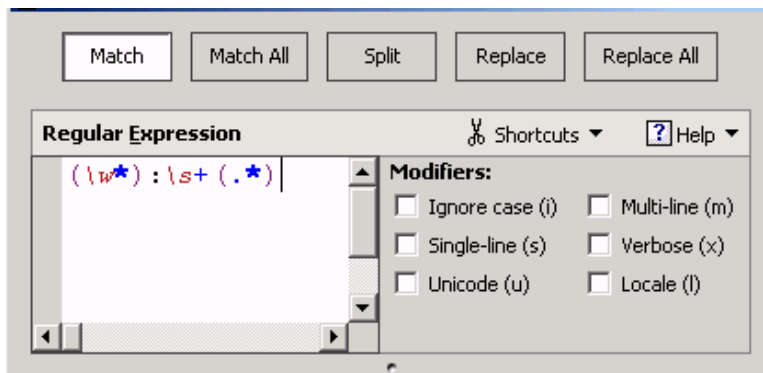 Match Match All Split Replace Replace All
Regular Expression Shortcuts ? Help
(\w*):\s+(.*)
Modifiers:
Ignore case (i) Multi-line (m)
Single-line (s) Verbose (x)
Unicode (u) Locale (l)